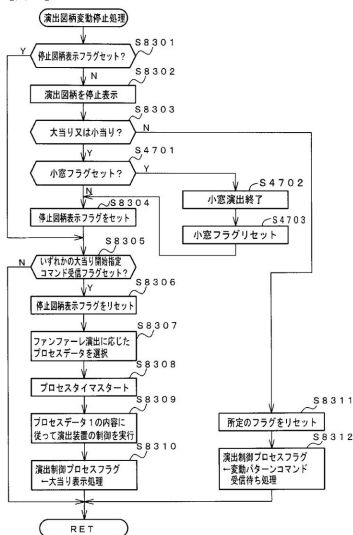 演出図柄変動停止処理
S8301
Y
停止図柄表示フラグセット?
N
S8302
演出図柄を停止表示
S8303
大当り又は小当り?
N
Y
S4701
小窓フラグセット?
Y
N
S4702
小窓演出終了
S8304
停止図柄表示フラグをセット
S4703
小窓フラグリセット
S8305
N
いずれかの大当り開始指定
コマンド受信フラグセット?
Y
S8306
停止図柄表示フラグをリセット
S8307
ファンファーレ演出に応じた
プロセスデータを選択
S8308
プロセスタイマスタート
S8309
プロセスデータ1の内容に
従って演出装置の制御を実行
S8310
演出制御プロセスフラグ
←大当り表示処理
S8311
所定のフラグをリセット
S8312
演出制御プロセスフラグ
←変動パターンコマンド
受信待ち処理
RET